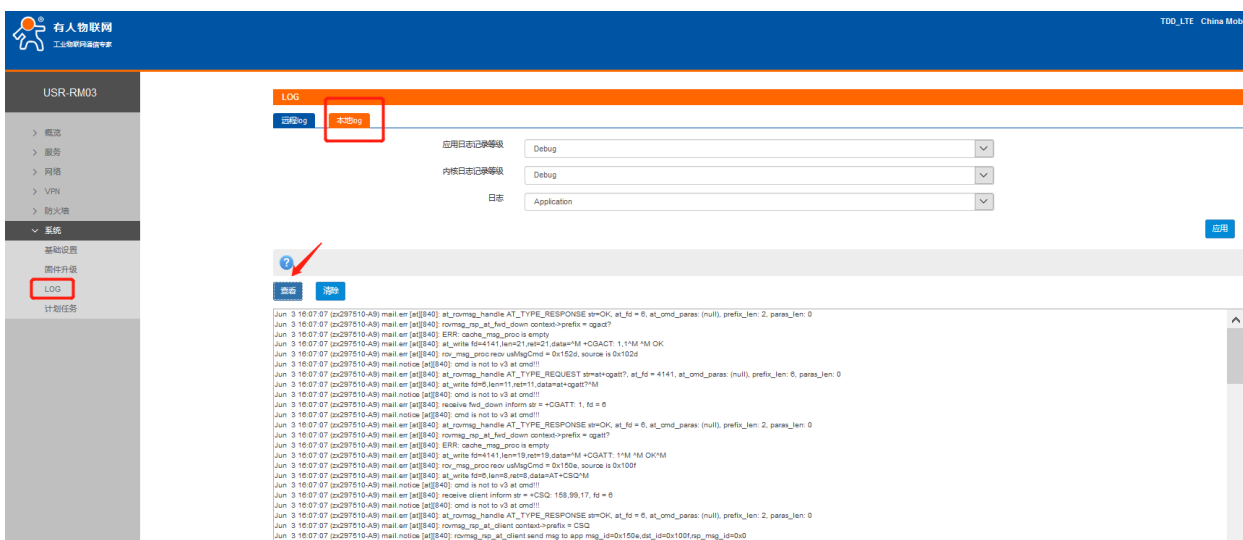 有人物联网
工业物联网通信专家
TDD_LTE China Mob
USR-RM03
概览
服务
网络
VPN
防火墙
系统
基础设置
固件升级
LOG
计划任务
LOG
远程log
本地log
应用日志记录等级 Debug
内核日志记录等级 Debug
日志 Application
应用
查看 清除
Jun 3 16:07:07 (zx297510-A9) mail.err [at][840]: at_rovmsg_handle AT_TYPE_RESPONSE str=OK, at_fd = 6, at_cmd_paras: (null), prefix_len: 2, paras_len: 0
Jun 3 16:07:07 (zx297510-A9) mail.err [at][840]: rovmsg_rsp_at_fwd_down context->prefix = cgact?
Jun 3 16:07:07 (zx297510-A9) mail.err [at][840]: ERR: cache_msg_proc is empty
Jun 3 16:07:07 (zx297510-A9) mail.err [at][840]: at_write fd=4141,len=21,ret=21,data=^M +CGACT: 1,1^M ^M OK
Jun 3 16:07:07 (zx297510-A9) mail.err [at][840]: rov_msg_proc recv usMsgCmd = 0x152d, source is 0x102d
Jun 3 16:07:07 (zx297510-A9) mail.notice [at][840]: cmd is not to v3 at cmd!!!
Jun 3 16:07:07 (zx297510-A9) mail.err [at][840]: at_rovmsg_handle AT_TYPE_REQUEST str=at+cgatt?, at_fd = 4141, at_cmd_paras: (null), prefix_len: 6, paras_len: 0
Jun 3 16:07:07 (zx297510-A9) mail.err [at][840]: at_write fd=6,len=11,ret=11,data=at+cgatt?^M
Jun 3 16:07:07 (zx297510-A9) mail.notice [at][840]: cmd is not to v3 at cmd!!!
Jun 3 16:07:07 (zx297510-A9) mail.err [at][840]: receive fwd_down inform str = +CGATT: 1, fd = 6
Jun 3 16:07:07 (zx297510-A9) mail.notice [at][840]: cmd is not to v3 at cmd!!!
Jun 3 16:07:07 (zx297510-A9) mail.err [at][840]: at_rovmsg_handle AT_TYPE_RESPONSE str=OK, at_fd = 6, at_cmd_paras: (null), prefix_len: 2, paras_len: 0
Jun 3 16:07:07 (zx297510-A9) mail.err [at][840]: rovmsg_rsp_at_fwd_down context->prefix = cgatt?
Jun 3 16:07:07 (zx297510-A9) mail.err [at][840]: ERR: cache_msg_proc is empty
Jun 3 16:07:07 (zx297510-A9) mail.err [at][840]: at_write fd=4141,len=19,ret=19,data=^M +CGATT: 1^M ^M OK^M
Jun 3 16:07:07 (zx297510-A9) mail.err [at][840]: rov_msg_proc recv usMsgCmd = 0x150e, source is 0x100f
Jun 3 16:07:07 (zx297510-A9) mail.err [at][840]: at_write fd=6,len=8,ret=8,data=AT+CSQ^M
Jun 3 16:07:07 (zx297510-A9) mail.notice [at][840]: cmd is not to v3 at cmd!!!
Jun 3 16:07:07 (zx297510-A9) mail.err [at][840]: receive client inform str = +CSQ: 158,99,17, fd = 6
Jun 3 16:07:07 (zx297510-A9) mail.notice [at][840]: cmd is not to v3 at cmd!!!
Jun 3 16:07:07 (zx297510-A9) mail.err [at][840]: at_rovmsg_handle AT_TYPE_RESPONSE str=OK, at_fd = 6, at_cmd_paras: (null), prefix_len: 2, paras_len: 0
Jun 3 16:07:07 (zx297510-A9) mail.err [at][840]: rovmsg_rsp_at_client context->prefix = CSQ
Jun 3 16:07:07 (zx297510-A9) mail.notice [at][840]: rovmsg_rsp_at_client send msg to app msg_id=0x150e,dst_id=0x100f,rsp_msg_id=0x0